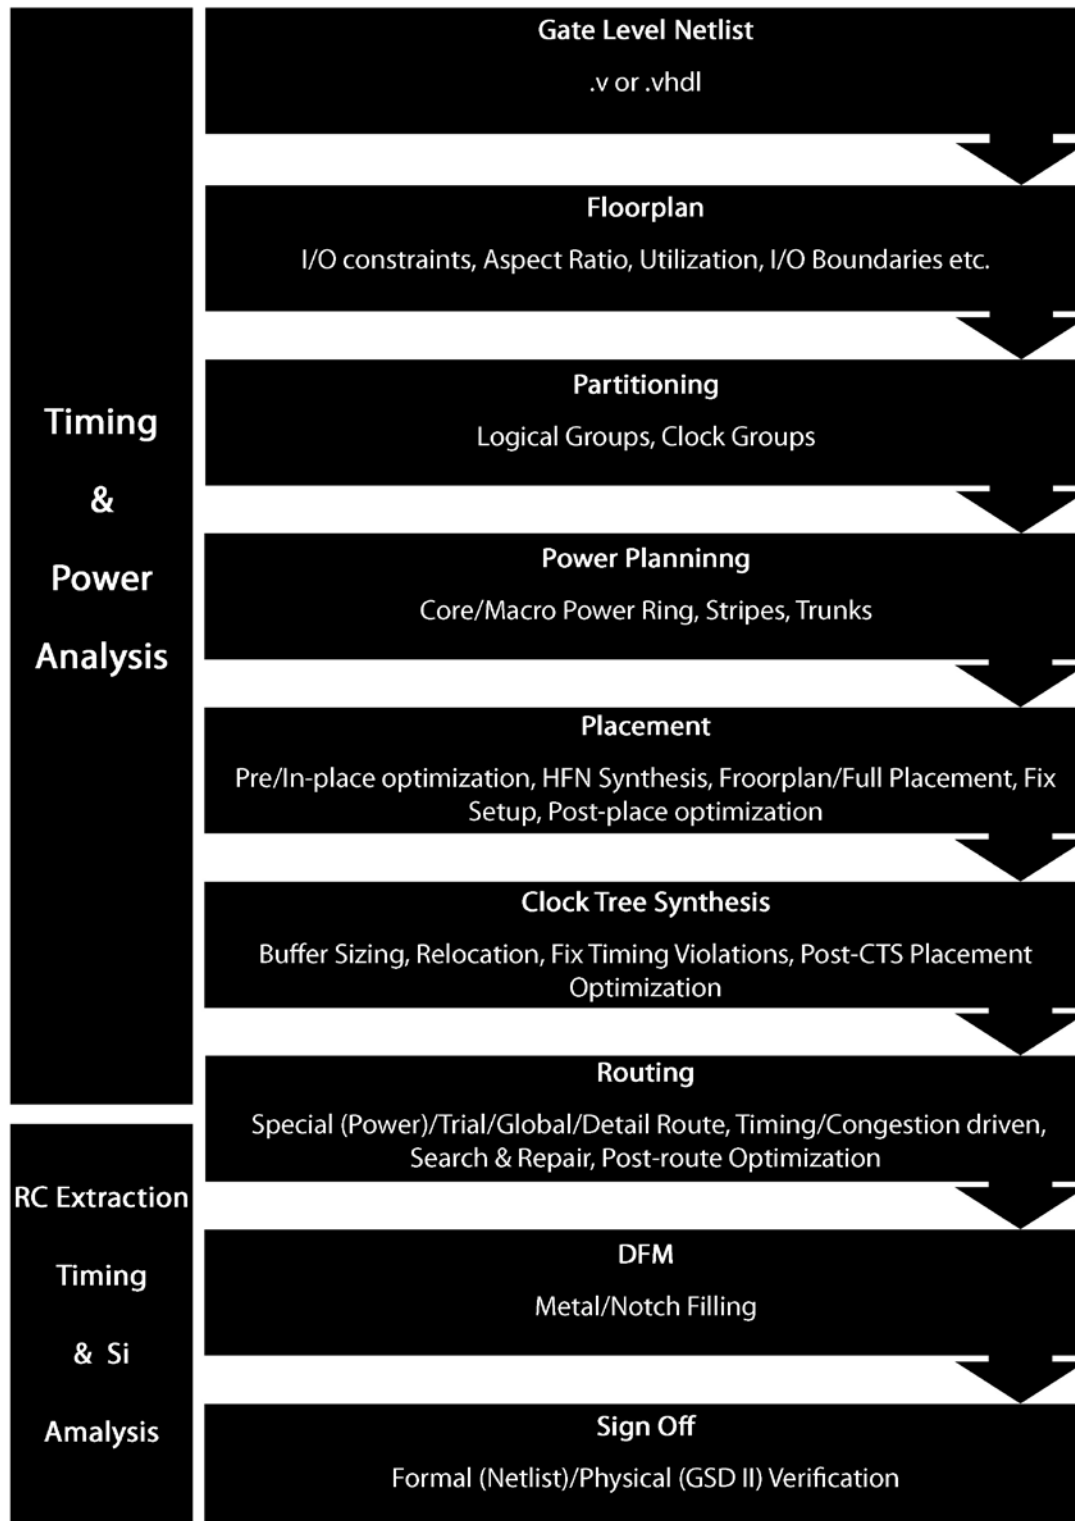 Timing
&
Power
Analysis
RC Extraction
Timing
& Si
Amalysis
Gate Level Netlist
.v or .vhdl
Floorplan
I/O constraints, Aspect Ratio, Utilization, I/O Boundaries etc.
Partitioning
Logical Groups, Clock Groups
Power Planninng
Core/Macro Power Ring, Stripes, Trunks
Placement
Pre/In-place optimization, HFN Synthesis, Froorplan/Full Placement, Fix
Setup, Post-place optimization
Clock Tree Synthesis
Buffer Sizing, Relocation, Fix Timing Violations, Post-CTS Placement
Optimization
Routing
Special (Power)/Trial/Global/Detail Route, Timing/Congestion driven,
Search & Repair, Post-route Optimization
DFM
Metal/Notch Filling
Sign Off
Formal (Netlist)/Physical (GSD II) Verification